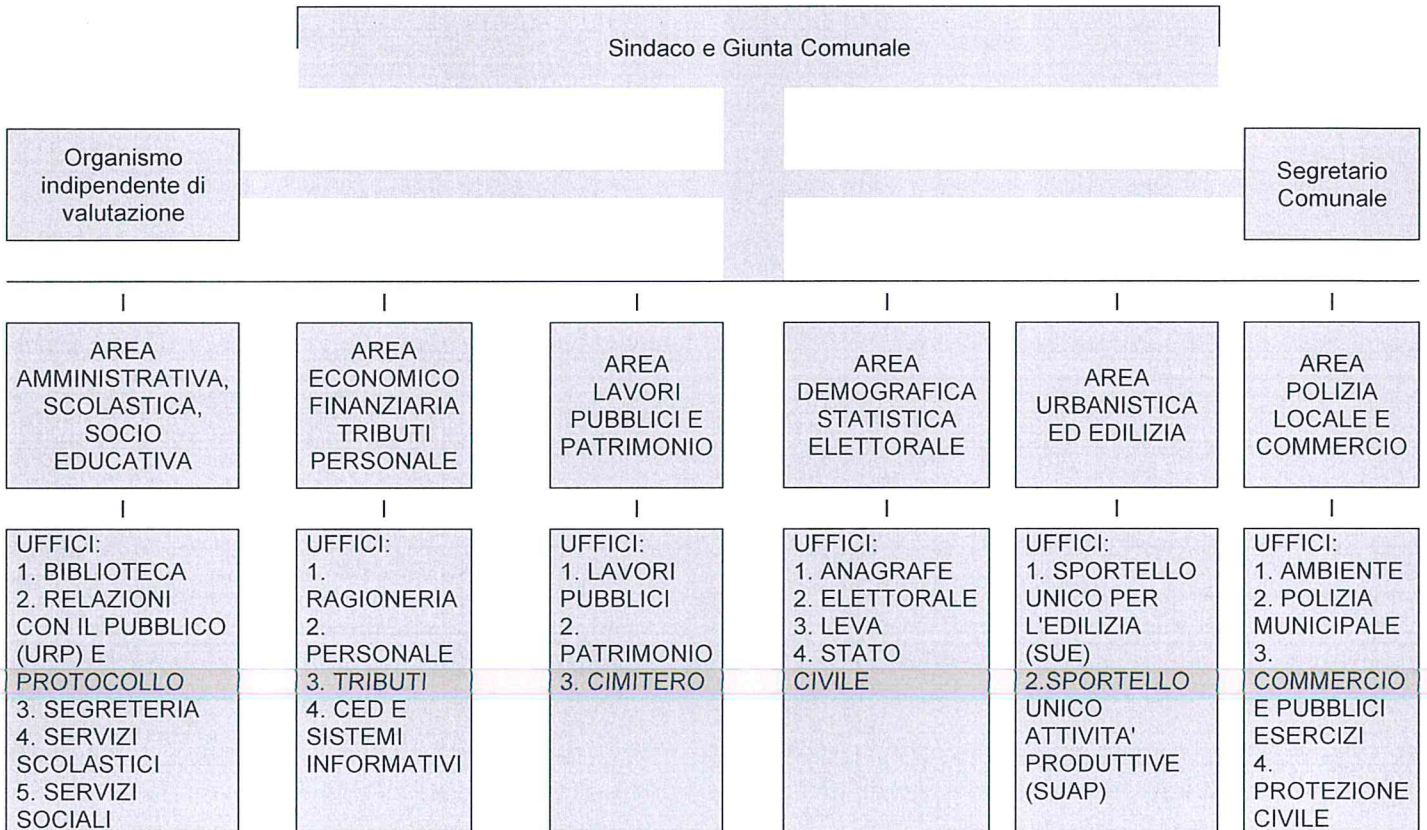 Sindaco e Giunta Comunale
Organismo
indipendente di
valutazione
Segretario
Comunale
AREA
AMMINISTRATIVA,
SCOLASTICA,
SOCIO
EDUCATIVA
AREA
ECONOMICO
FINANZIARIA
TRIBUTI
PERSONALE
AREA
LAVORI
PUBBLICI E
PATRIMONIO
AREA
DEMOGRAFICA
STATISTICA
ELETTORALE
AREA
URBANISTICA
ED EDILIZIA
AREA
POLIZIA
LOCALE E
COMMERCIO
UFFICI:
1. BIBLIOTECA
2. RELAZIONI
CON IL PUBBLICO
(URP) E
PROTOCOLLO
3. SEGRETERIA
4. SERVIZI
SCOLASTICI
5. SERVIZI
SOCIALI
UFFICI:
1.
RAGIONERIA
2.
PERSONALE
3. TRIBUTI
4. CED E
SISTEMI
INFORMATIVI
UFFICI:
1. LAVORI
PUBBLICI
2.
PATRIMONIO
3. CIMITERO
UFFICI:
1. ANAGRAFE
2. ELETTORALE
3. LEVA
4. STATO
CIVILE
UFFICI:
1. SPORTELLO
UNICO PER
L'EDILIZIA
(SUE)
2.SPORTELLO
UNICO
ATTIVITA'
PRODUTTIVE
(SUAP)
UFFICI:
1. AMBIENTE
2. POLIZIA
MUNICIPALE
3.
COMMERCIO
E PUBBLICI
ESERCIZI
4.
PROTEZIONE
CIVILE